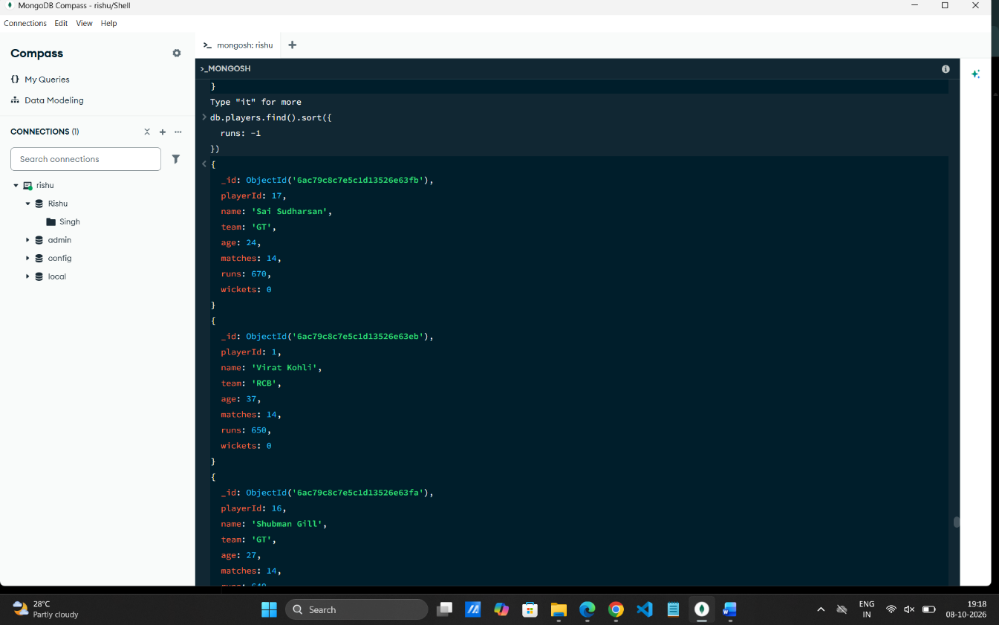 MongoDB Compass - rishu/Shell
Connections Edit View Help
Compass
My Queries
Data Modeling
CONNECTIONS (1)
Search connections
rishu
Rishu
Singh
admin
config
local
>_ mongosh: rishu
>_MONGOSH
}
Type "it" for more
db.players.find().sort({
  runs: -1
})
{
  _id: ObjectId('6ac79c8c7e5c1d13526e63fb'),
  playerId: 17,
  name: 'Sai Sudharsan',
  team: 'GT',
  age: 24,
  matches: 14,
  runs: 670,
  wickets: 0
}
{
  _id: ObjectId('6ac79c8c7e5c1d13526e63eb'),
  playerId: 1,
  name: 'Virat Kohli',
  team: 'RCB',
  age: 37,
  matches: 14,
  runs: 650,
  wickets: 0
}
{
  _id: ObjectId('6ac79c8c7e5c1d13526e63fa'),
  playerId: 16,
  name: 'Shubman Gill',
  team: 'GT',
  age: 27,
  matches: 14,
28°C
Partly cloudy
Search
ENG
IN
19:18
08-10-2026